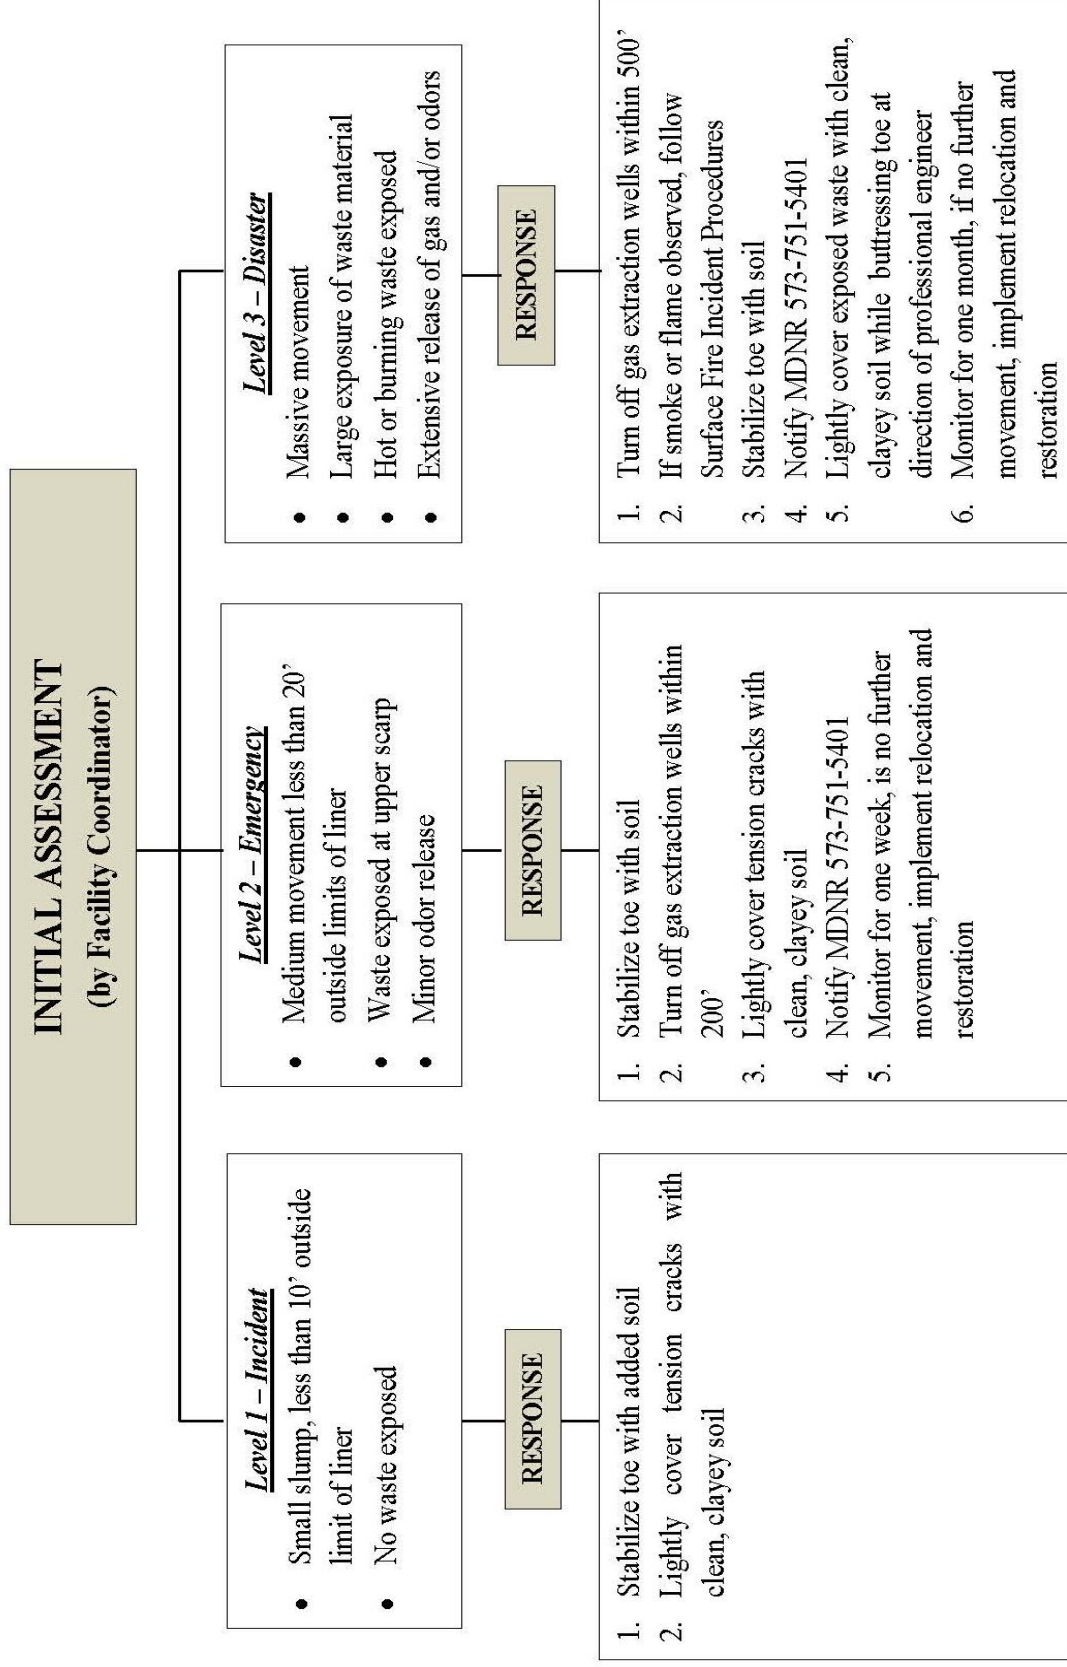 INITIAL ASSESSMENT
(by Facility Coordinator)
Level 1 – Incident
• Small slump, less than 10’ outside
limit of liner
• No waste exposed
RESPONSE
1. Stabilize toe with added soil
2. Lightly cover tension cracks with
clean, clayey soil
Level 2 – Emergency
• Medium movement less than 20’
outside limits of liner
• Waste exposed at upper scarp
• Minor odor release
RESPONSE
1. Stabilize toe with soil
2. Turn off gas extraction wells within
200’
3. Lightly cover tension cracks with
clean, clayey soil
4. Notify MDNR 573-751-5401
5. Monitor for one week, is no further
movement, implement relocation and
restoration
Level 3 – Disaster
• Massive movement
• Large exposure of waste material
• Hot or burning waste exposed
• Extensive release of gas and/or odors
RESPONSE
1. Turn off gas extraction wells within 500’
2. If smoke or flame observed, follow
Surface Fire Incident Procedures
3. Stabilize toe with soil
4. Notify MDNR 573-751-5401
5. Lightly cover exposed waste with clean,
clayey soil while buttressing toe at
direction of professional engineer
6. Monitor for one month, if no further
movement, implement relocation and
restoration